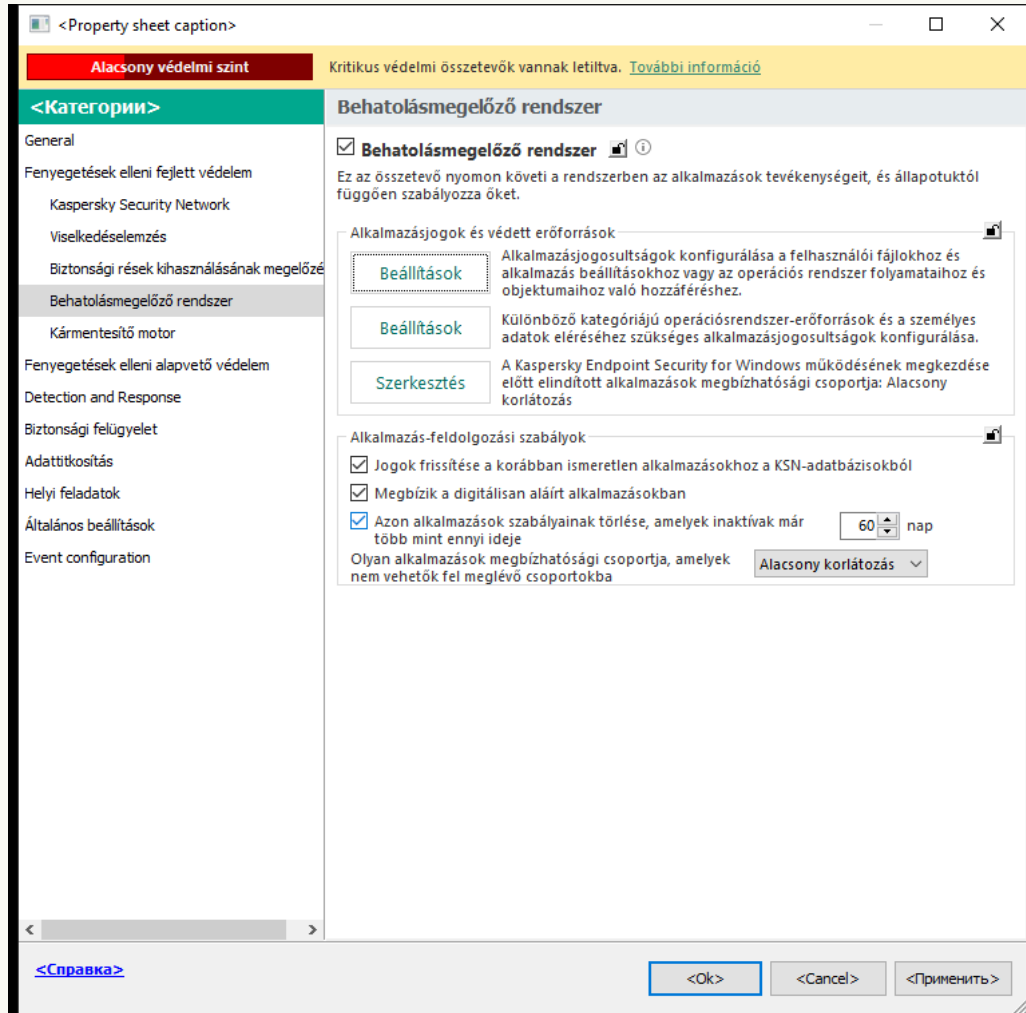 <Property sheet caption>
Alacsony védelmi szint
Kritikus védelmi összetevők vannak letiltva. További információ
<Категории>
General
Fenyegetések elleni fejlett védelem
Kaspersky Security Network
Viselkedéselemzés
Biztonsági rések kihasználásának megelőzé
Behatolásmegelőző rendszer
Kármentesítő motor
Fenyegetések elleni alapvető védelem
Detection and Response
Biztonsági felügyelet
Adattitkosítás
Helyi feladatok
Általános beállítások
Event configuration
Behatolásmegelőző rendszer
Behatolásmegelőző rendszer
Ez az összetevő nyomon követi a rendszerben az alkalmazások tevékenységeit, és állapotuktól
függően szabályozza őket.
Alkalmazásjogok és védett erőforrások
Beállítások
Alkalmazásjogosultságok konfigurálása a felhasználói fájlokhoz és
alkalmazás beállításokhoz vagy az operációs rendszer folyamataihoz és
objektumaihoz való hozzáféréshez.
Beállítások
Különböző kategóriájú operációsrendszer-erőforrások és a személyes
adatok eléréséhez szükséges alkalmazásjogosultságok konfigurálása.
Szerkesztés
A Kaspersky Endpoint Security for Windows működésének megkezdése
előtt elindított alkalmazások megbízhatósági csoportja: Alacsony
korlátozás
Alkalmazás-feldolgozási szabályok
Jogok frissítése a korábban ismeretlen alkalmazásokhoz a KSN-adatbázisokból
Megbízik a digitálisan aláírt alkalmazásokban
Azon alkalmazások szabályainak törlése, amelyek inaktívak már
több mint ennyi ideje
60 nap
Olyan alkalmazások megbízhatósági csoportja, amelyek
nem vehetők fel meglévő csoportokba
Alacsony korlátozás
<Справка>
<Ok> <Cancel> <Применить>